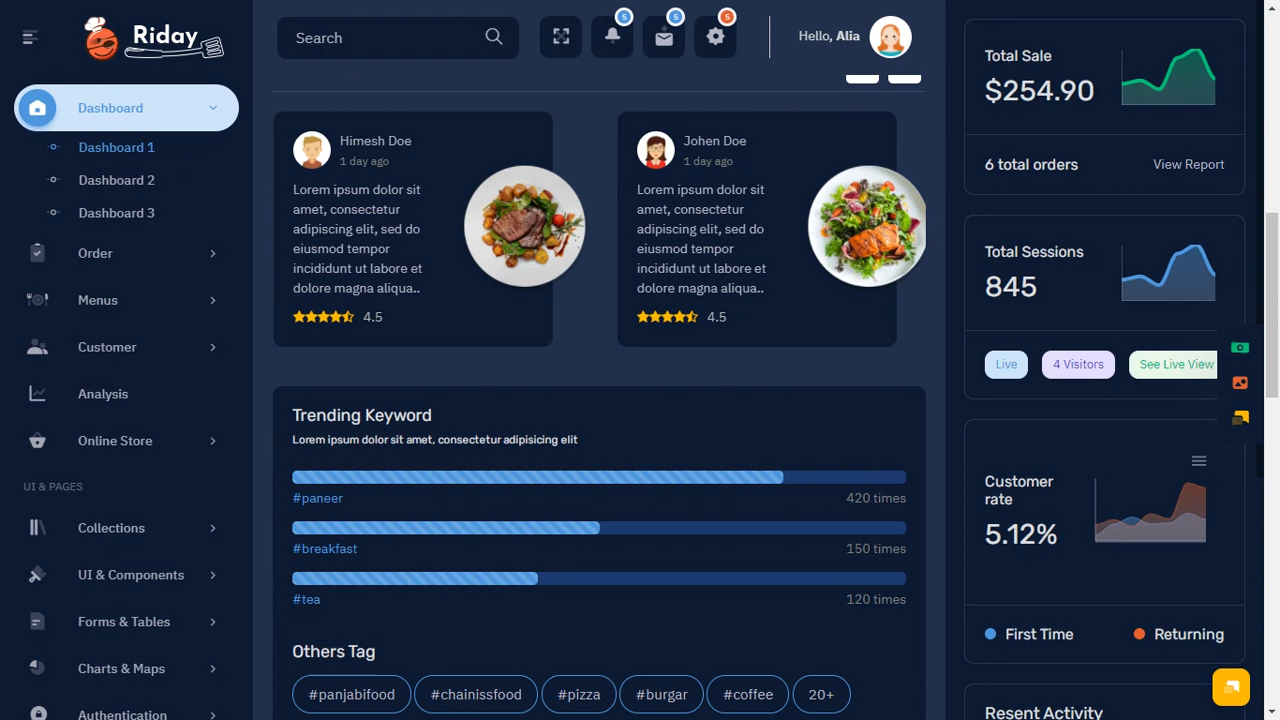 Riday
Search
5
5
5
Hello, Alia
Dashboard
Dashboard 1
Dashboard 2
Dashboard 3
Order
Menus
Customer
Analysis
Online Store
UI & PAGES
Collections
UI & Components
Forms & Tables
Charts & Maps
Authentication
Himesh Doe
1 day ago
Lorem ipsum dolor sit
amet, consectetur
adipiscing elit, sed do
eiusmod tempor
incididunt ut labore et
dolore magna aliqua..
4.5
Johen Doe
1 day ago
Lorem ipsum dolor sit
amet, consectetur
adipiscing elit, sed do
eiusmod tempor
incididunt ut labore et
dolore magna aliqua..
4.5
Trending Keyword
Lorem ipsum dolor sit amet, consectetur adipisicing elit
#paneer 420 times
#breakfast 150 times
#tea 120 times
Others Tag
#panjabifood #chainissfood #pizza #burgar #coffee 20+
Total Sale
$254.90
6 total orders View Report
Total Sessions
845
Live 4 Visitors See Live View
Customer
rate
5.12%
First Time Returning
Resent Activity